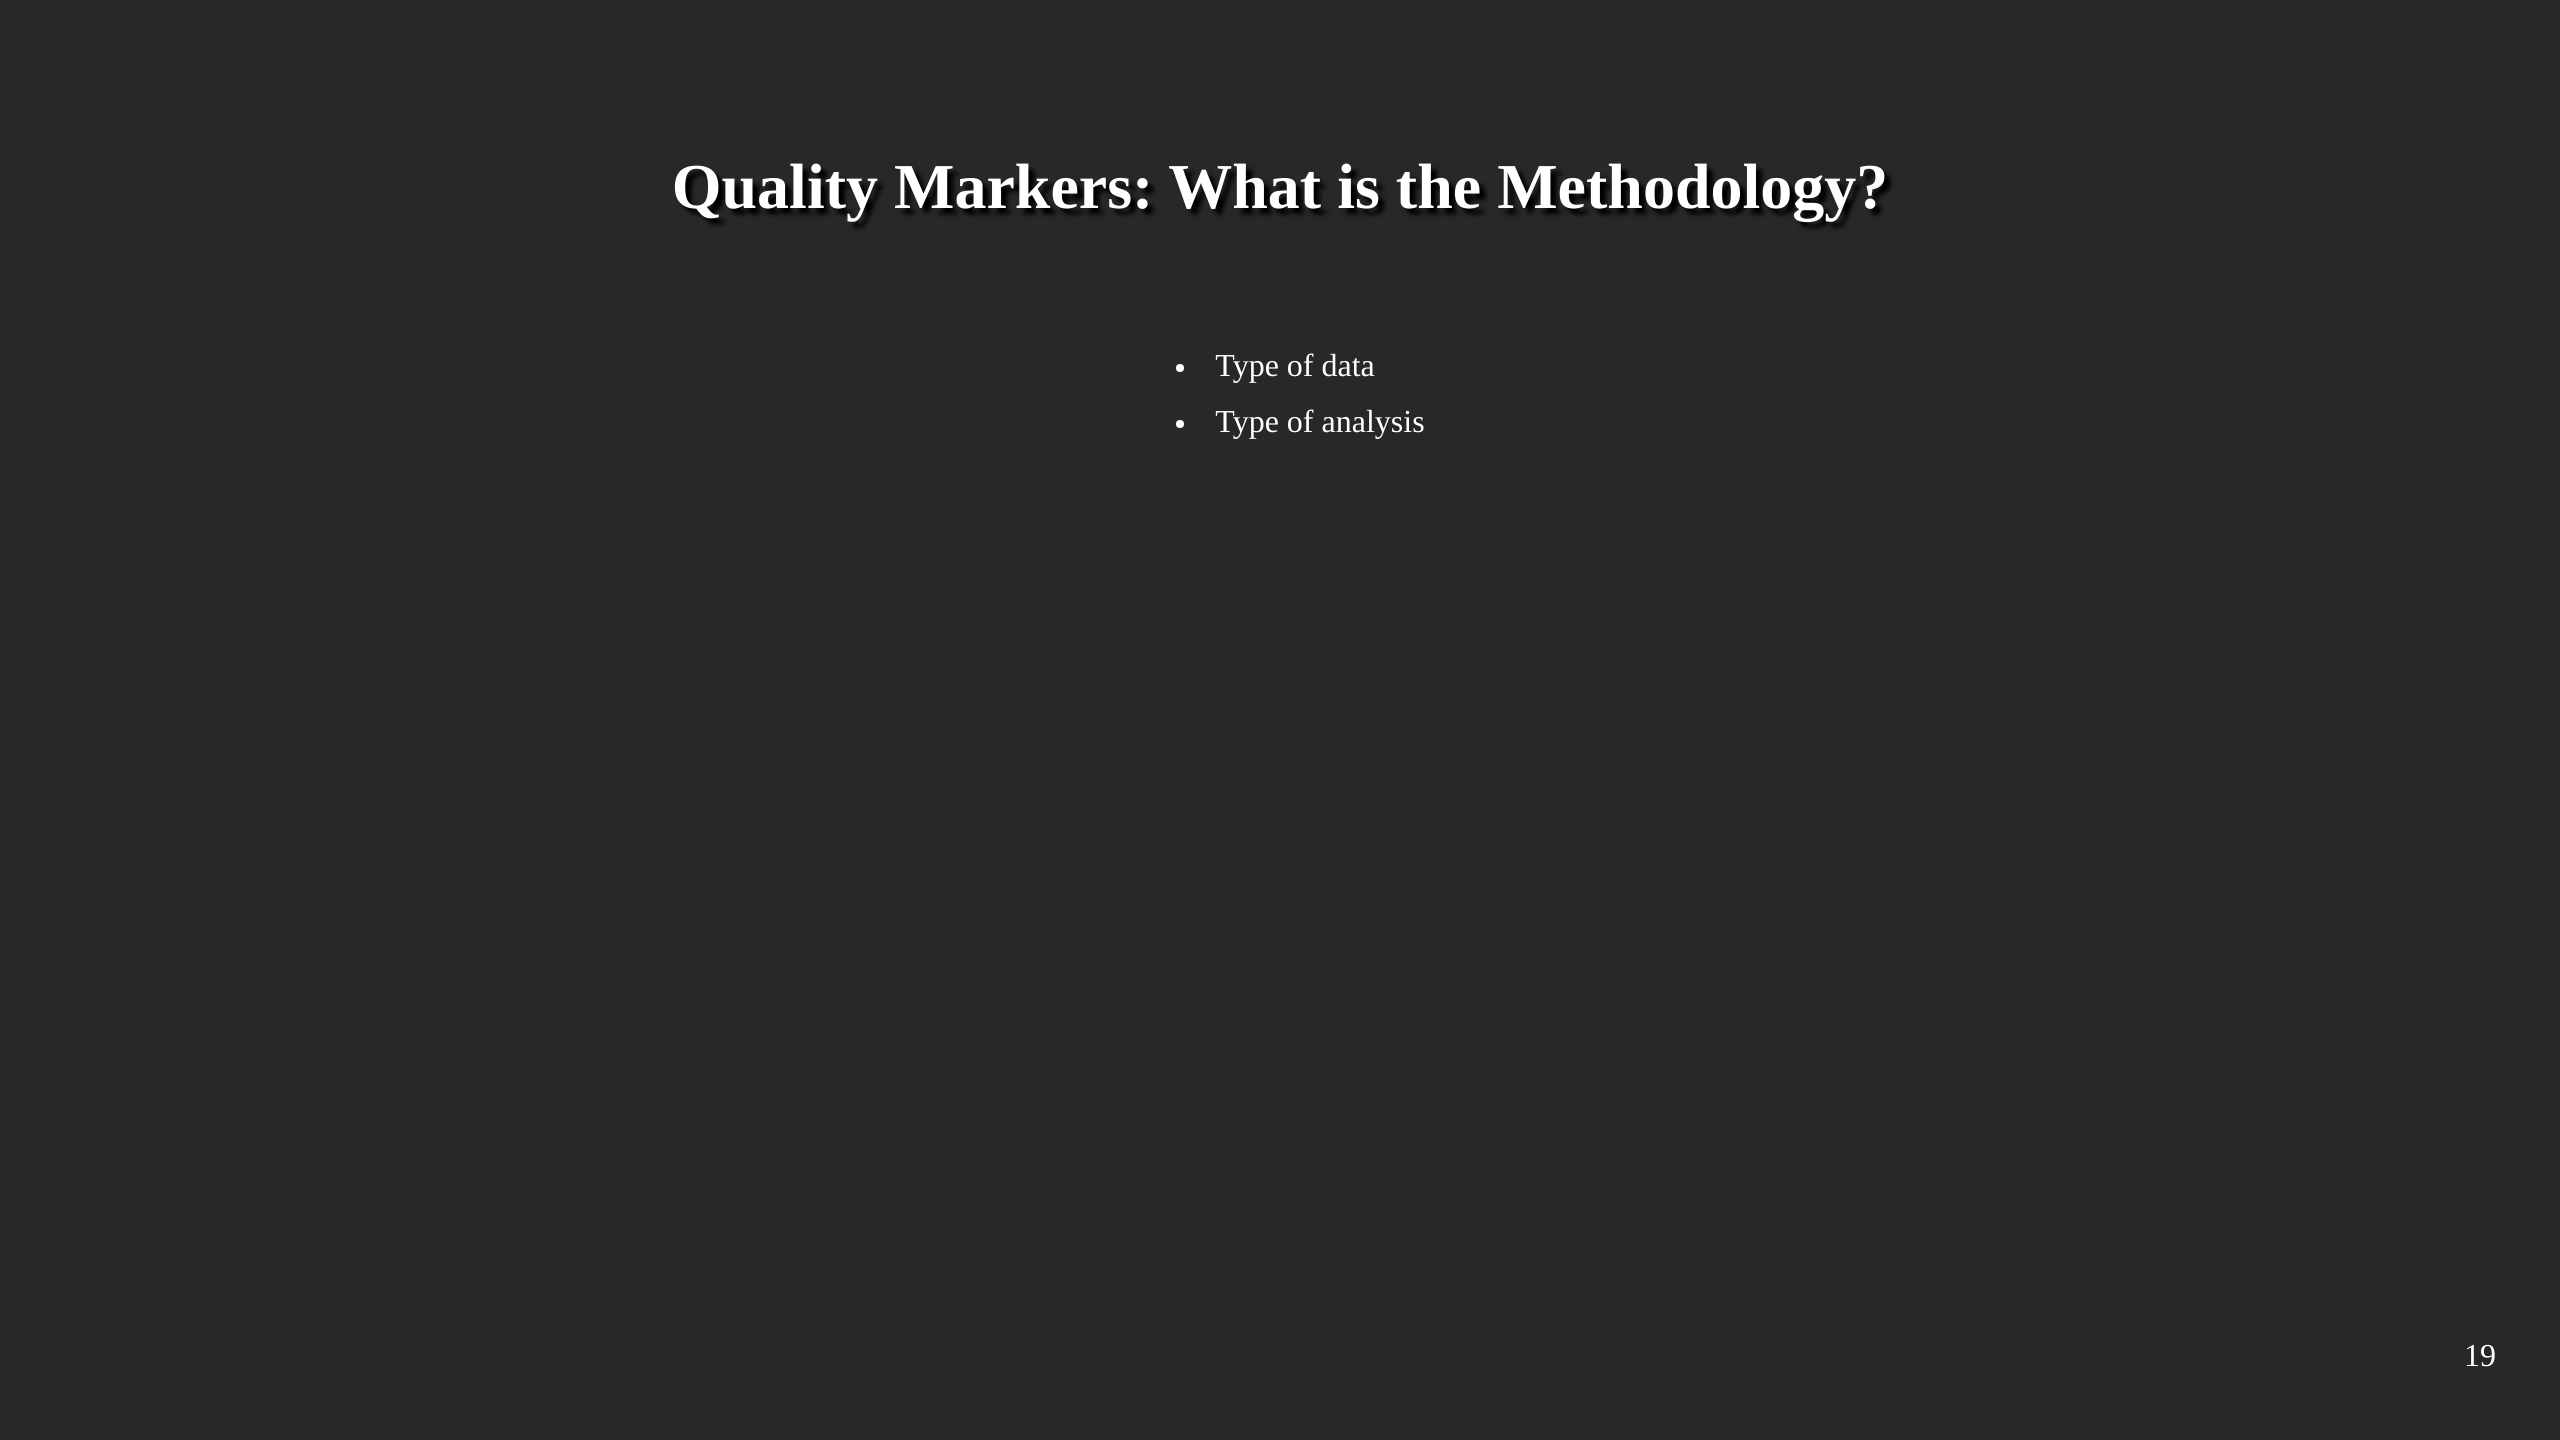 Quality Markers: What is the Methodology?
• Type of data
• Type of analysis
19